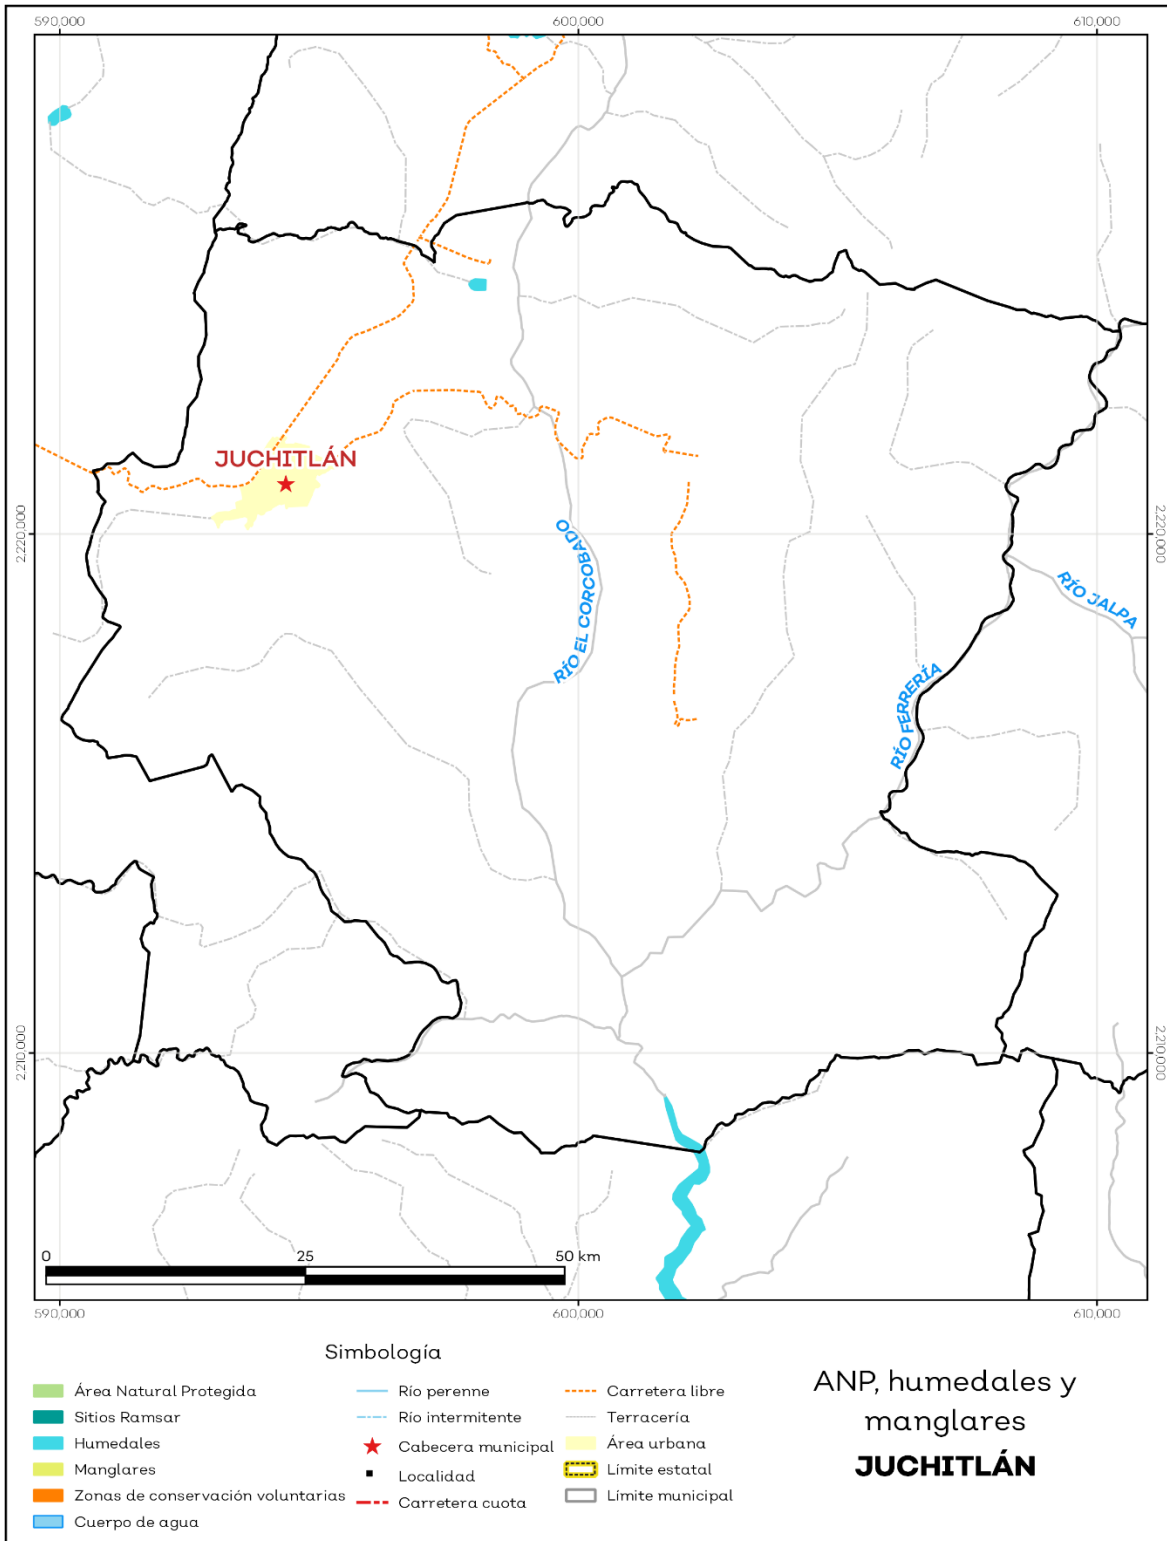 590,000
600,000
610,000
JUCHITLÁN
2,220,000
2,220,000
RÍO EL CORCOBADO
RÍO JALPA
RÍO FERRERÍA
2,210,000
2,210,000
0
25
50 km
590,000
600,000
610,000
Simbología
Área Natural Protegida
Sitios Ramsar
Humedales
Manglares
Zonas de conservación voluntarias
Cuerpo de agua
Río perenne
Río intermitente
Cabecera municipal
Localidad
Carretera cuota
Carretera libre
Terracería
Área urbana
Límite estatal
Límite municipal
ANP, humedales y
manglares
JUCHITLÁN